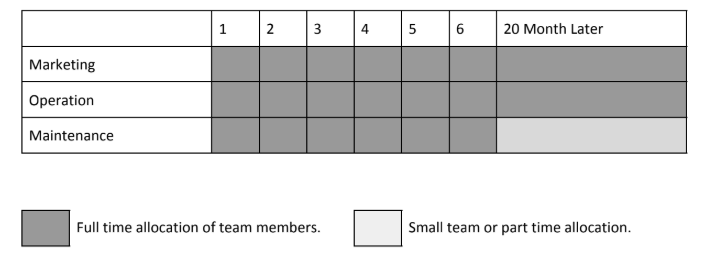 1 2 3 4 5 6 20 Month Later
Marketing
Operation
Maintenance
Full time allocation of team members. Small team or part time allocation.